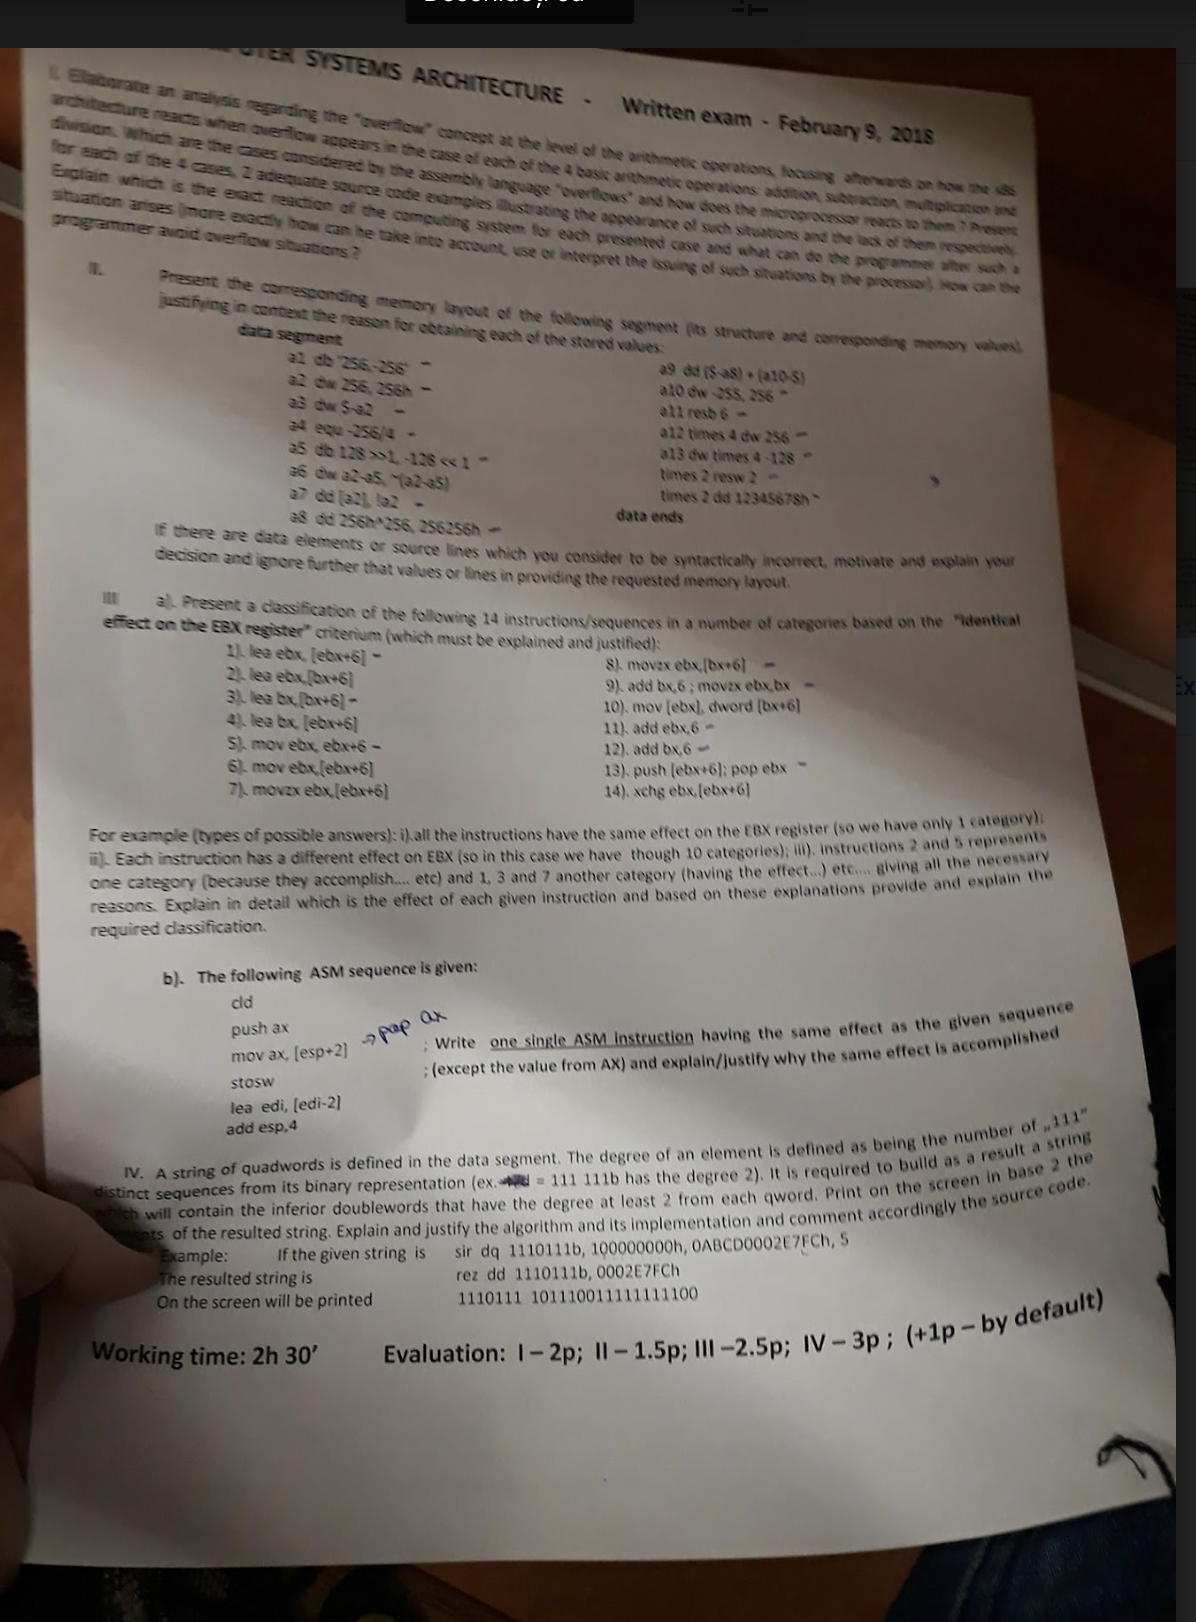 SYSTEMS ARCHITECTURE - Written exam - February 9, 2018
I. Elaborate an analysis regarding the "overflow" concept at the level of the arithmetic operations, focusing afterwards on how the x86
architecture reacts when overflow appears in the case of each of the 4 basic arithmetic operations: addition, subtraction, multiplication and
division. Which are the cases considered by the assembly language "overflows" and how does the microprocessor reacts to them ? Present
for each of the 4 cases, 2 adequate source code examples illustrating the appearance of such situations and the lack of them respectively.
Explain which is the exact reaction of the computing system for each presented case and what can do the programmer after such a
situation arises (more exactly how can he take into account, use or interpret the issuing of such situations by the processor). How can the
programmer avoid overflow situations ?
II. Present the corresponding memory layout of the following segment (its structure and corresponding memory values),
justifying in context the reason for obtaining each of the stored values:
data segment
a1 db '256,-256'
a2 dw 256, 256h
a3 dw $-a2
a4 equ -256/4
a5 db 128 >>1, -128 << 1
a6 dw a2-a5, ~(a2-a5)
a7 dd [a2], !a2
a8 dd 256h^256, 256256h
a9 dd ($-a8) + (a10-$)
a10 dw -255, 256
a11 resb 6
a12 times 4 dw 256
a13 dw times 4 -128
times 2 resw 2
times 2 dd 12345678h
data ends
If there are data elements or source lines which you consider to be syntactically incorrect, motivate and explain your
decision and ignore further that values or lines in providing the requested memory layout.
III a). Present a classification of the following 14 instructions/sequences in a number of categories based on the "identical
effect on the EBX register" criterium (which must be explained and justified):
1). lea ebx, [ebx+6]
2). lea ebx,[bx+6]
3). lea bx,[bx+6]
4). lea bx, [ebx+6]
5). mov ebx, ebx+6
6). mov ebx,[ebx+6]
7). movzx ebx,[ebx+6]
8). movzx ebx,[bx+6]
9). add bx,6 ; movzx ebx,bx
10). mov [ebx], dword [bx+6]
11). add ebx,6
12). add bx,6
13). push [ebx+6]; pop ebx
14). xchg ebx,[ebx+6]
For example (types of possible answers): i).all the instructions have the same effect on the EBX register (so we have only 1 category);
ii). Each instruction has a different effect on EBX (so in this case we have though 10 categories); iii). instructions 2 and 5 represents
one category (because they accomplish.... etc) and 1, 3 and 7 another category (having the effect...) etc.... giving all the necessary
reasons. Explain in detail which is the effect of each given instruction and based on these explanations provide and explain the
required classification.
b). The following ASM sequence is given:
cld
push ax
mov ax, [esp+2] → pop ax
stosw
lea edi, [edi-2]
add esp,4
; Write one single ASM instruction having the same effect as the given sequence
; (except the value from AX) and explain/justify why the same effect is accomplished
IV. A string of quadwords is defined in the data segment. The degree of an element is defined as being the number of „111"
distinct sequences from its binary representation (ex. = 111 111b has the degree 2). It is required to build as a result a string
which will contain the inferior doublewords that have the degree at least 2 from each qword. Print on the screen in base 2 the
of the resulted string. Explain and justify the algorithm and its implementation and comment accordingly the source code.
Example: If the given string is sir dq 1110111b, 100000000h, 0ABCD0002E7FCh, 5
The resulted string is rez dd 1110111b, 0002E7FCh
On the screen will be printed 1110111 101110011111111100
Working time: 2h 30' Evaluation: I – 2p; II – 1.5p; III –2.5p; IV – 3p ; (+1p – by default)